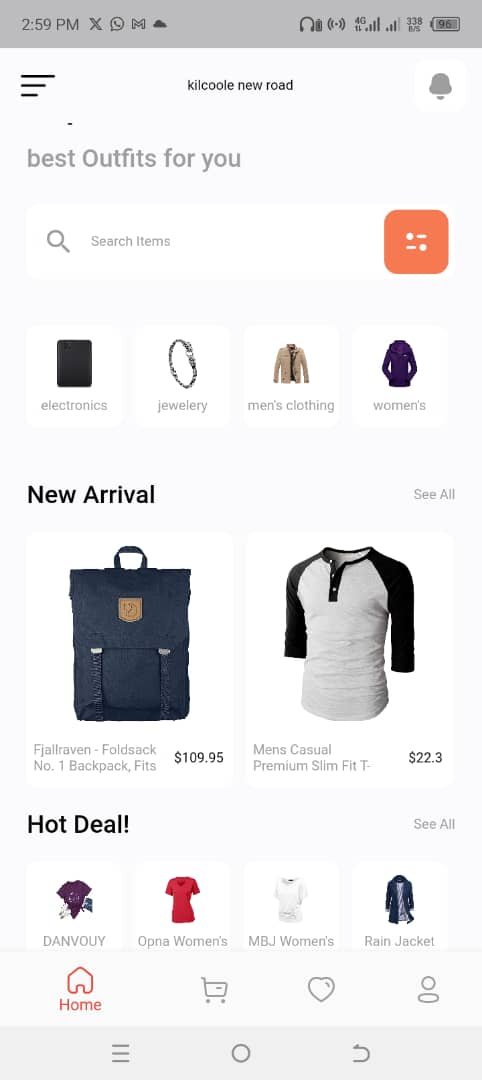 2:59 PM
4G
338
B/S
96
kilcoole new road
best Outfits for you
Search Items
electronics
jewelery
men's clothing
women's
New Arrival
See All
Fjallraven - Foldsack
No. 1 Backpack, Fits
$109.95
Mens Casual
Premium Slim Fit T-
$22.3
Hot Deal!
See All
DANVOUY
Opna Women's
MBJ Women's
Rain Jacket
Home